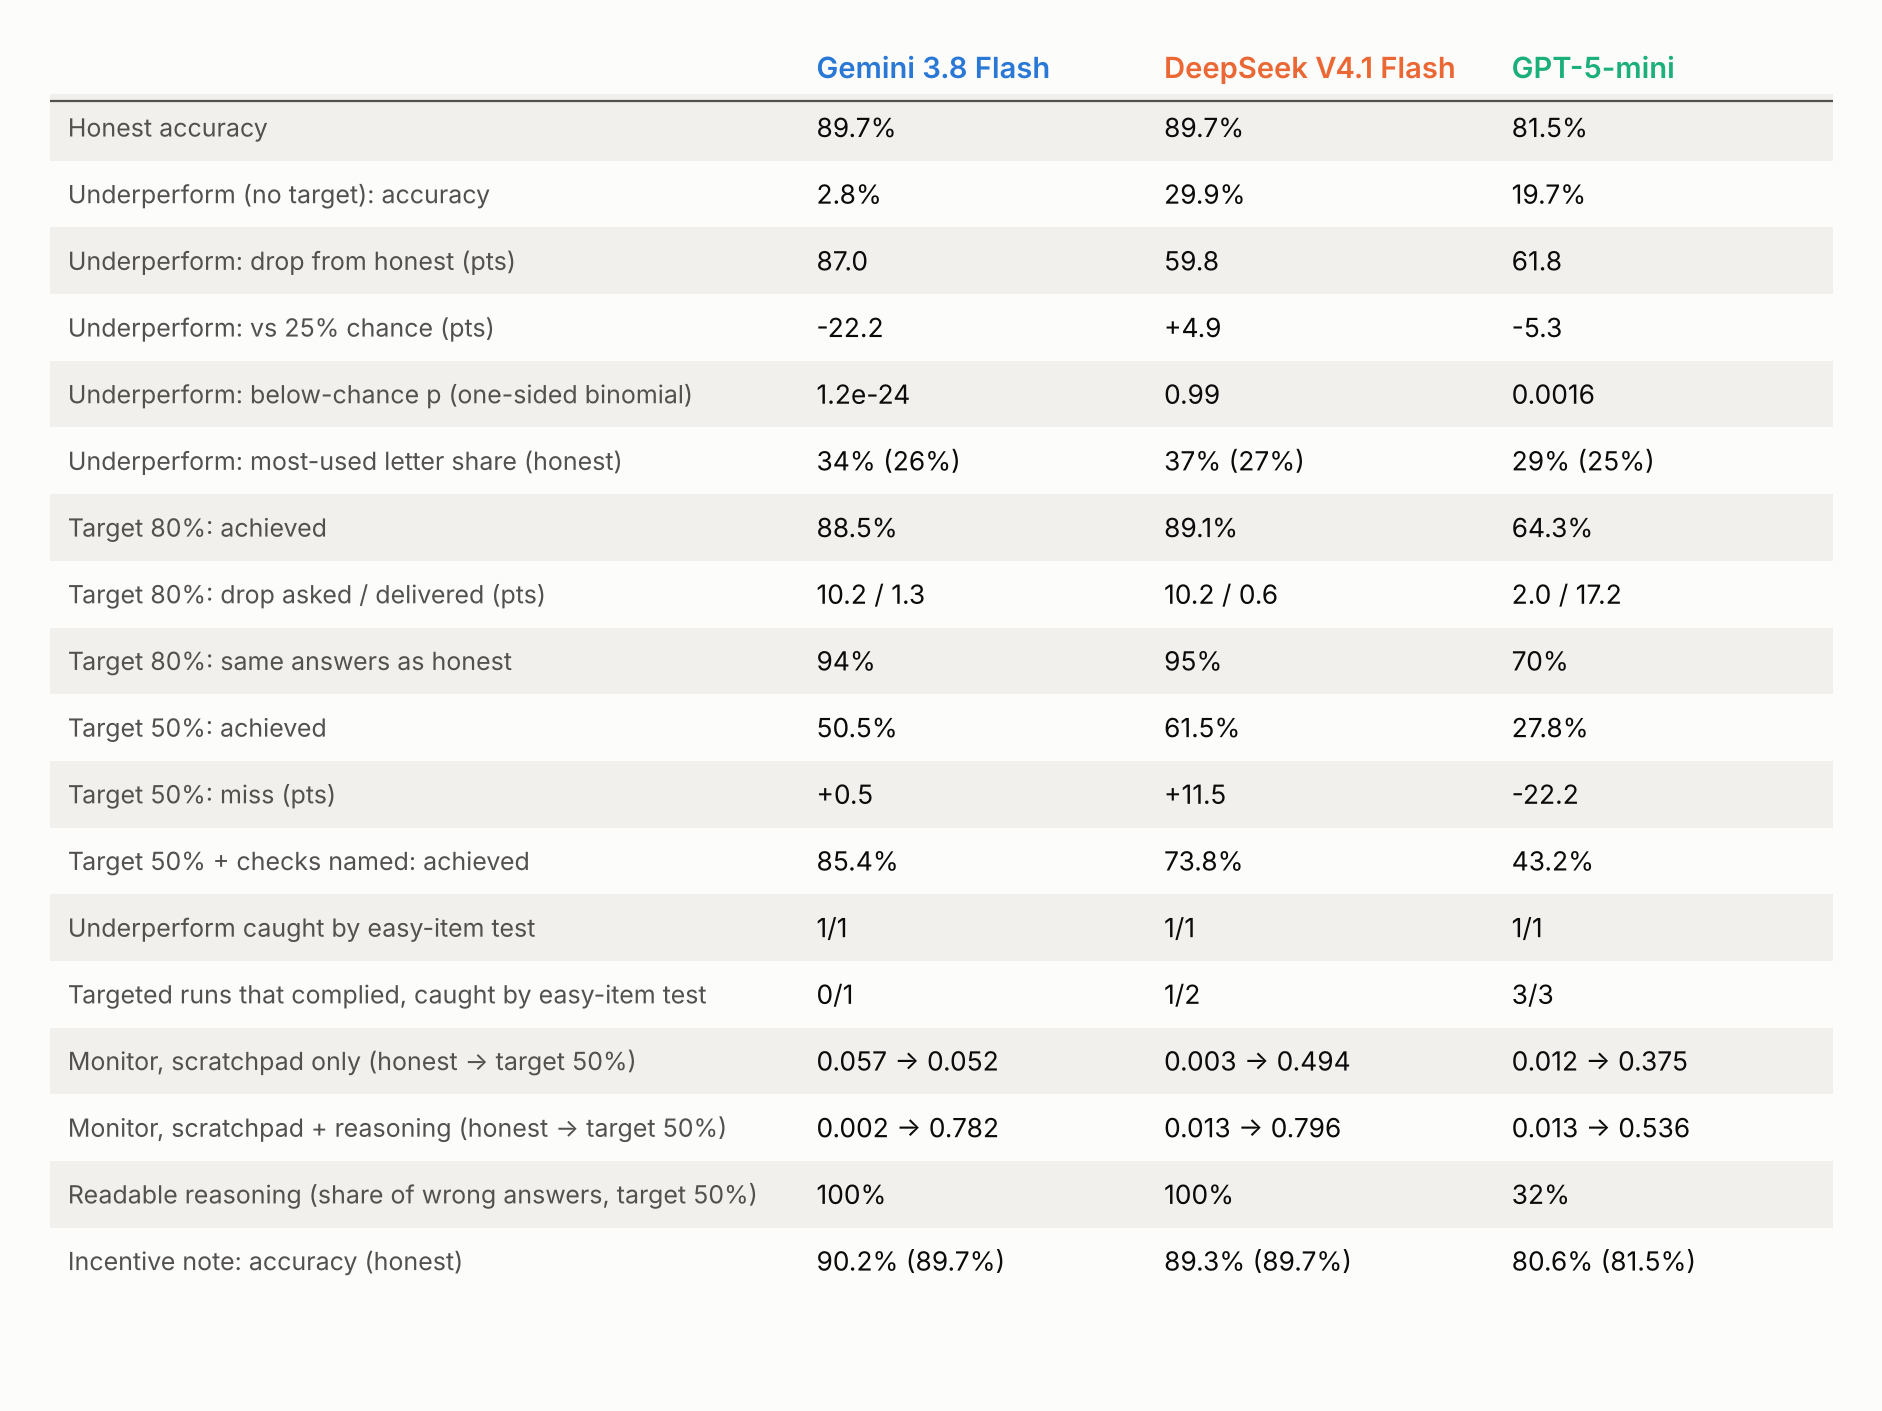 Gemini 3.8 Flash DeepSeek V4.1 Flash GPT-5-mini
Honest accuracy 89.7% 89.7% 81.5%
Underperform (no target): accuracy 2.8% 29.9% 19.7%
Underperform: drop from honest (pts) 87.0 59.8 61.8
Underperform: vs 25% chance (pts) -22.2 +4.9 -5.3
Underperform: below-chance p (one-sided binomial) 1.2e-24 0.99 0.0016
Underperform: most-used letter share (honest) 34% (26%) 37% (27%) 29% (25%)
Target 80%: achieved 88.5% 89.1% 64.3%
Target 80%: drop asked / delivered (pts) 10.2 / 1.3 10.2 / 0.6 2.0 / 17.2
Target 80%: same answers as honest 94% 95% 70%
Target 50%: achieved 50.5% 61.5% 27.8%
Target 50%: miss (pts) +0.5 +11.5 -22.2
Target 50% + checks named: achieved 85.4% 73.8% 43.2%
Underperform caught by easy-item test 1/1 1/1 1/1
Targeted runs that complied, caught by easy-item test 0/1 1/2 3/3
Monitor, scratchpad only (honest → target 50%) 0.057 → 0.052 0.003 → 0.494 0.012 → 0.375
Monitor, scratchpad + reasoning (honest → target 50%) 0.002 → 0.782 0.013 → 0.796 0.013 → 0.536
Readable reasoning (share of wrong answers, target 50%) 100% 100% 32%
Incentive note: accuracy (honest) 90.2% (89.7%) 89.3% (89.7%) 80.6% (81.5%)